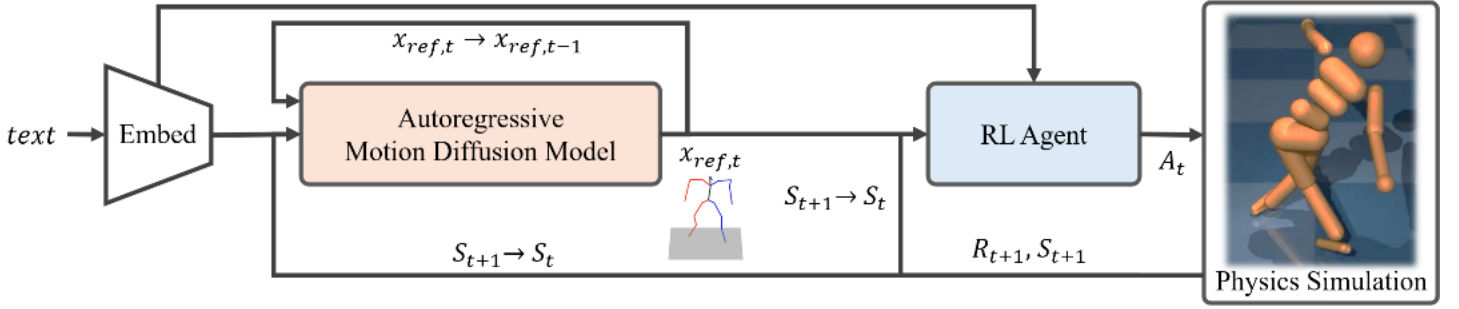 x_{ref,t} → x_{ref,t-1}
text
Embed
Autoregressive
Motion Diffusion Model
RL Agent
A_t
x_{ref,t}
S_{t+1} → S_t
S_{t+1} → S_t
R_{t+1}, S_{t+1}
Physics Simulation